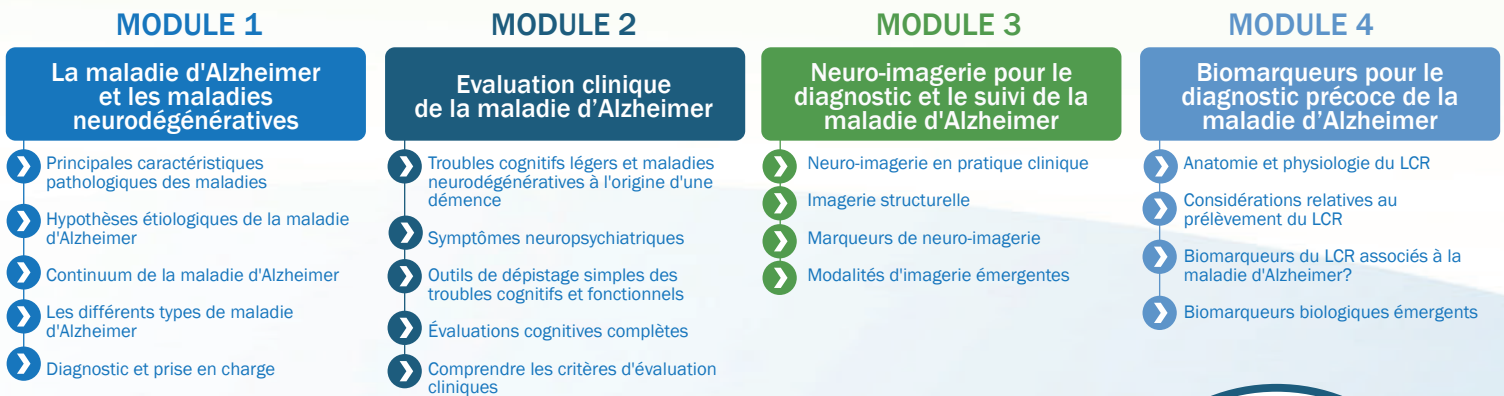 MODULE 1
La maladie d'Alzheimer
et les maladies
neurodégénératives
Principales caractéristiques
pathologiques des maladies
Hypothèses étiologiques de la maladie
d'Alzheimer
Continuum de la maladie d'Alzheimer
Les différents types de maladie
d'Alzheimer
Diagnostic et prise en charge
MODULE 2
Evaluation clinique
de la maladie d’Alzheimer
Troubles cognitifs légers et maladies
neurodégénératives à l'origine d'une
démence
Symptômes neuropsychiatriques
Outils de dépistage simples des
troubles cognitifs et fonctionnels
Évaluations cognitives complètes
Comprendre les critères d'évaluation
cliniques
MODULE 3
Neuro-imagerie pour le
diagnostic et le suivi de la
maladie d'Alzheimer
Neuro-imagerie en pratique clinique
Imagerie structurelle
Marqueurs de neuro-imagerie
Modalités d'imagerie émergentes
MODULE 4
Biomarqueurs pour le
diagnostic précoce de la
maladie d’Alzheimer
Anatomie et physiologie du LCR
Considérations relatives au
prélèvement du LCR
Biomarqueurs du LCR associés à la
maladie d'Alzheimer?
Biomarqueurs biologiques émergents